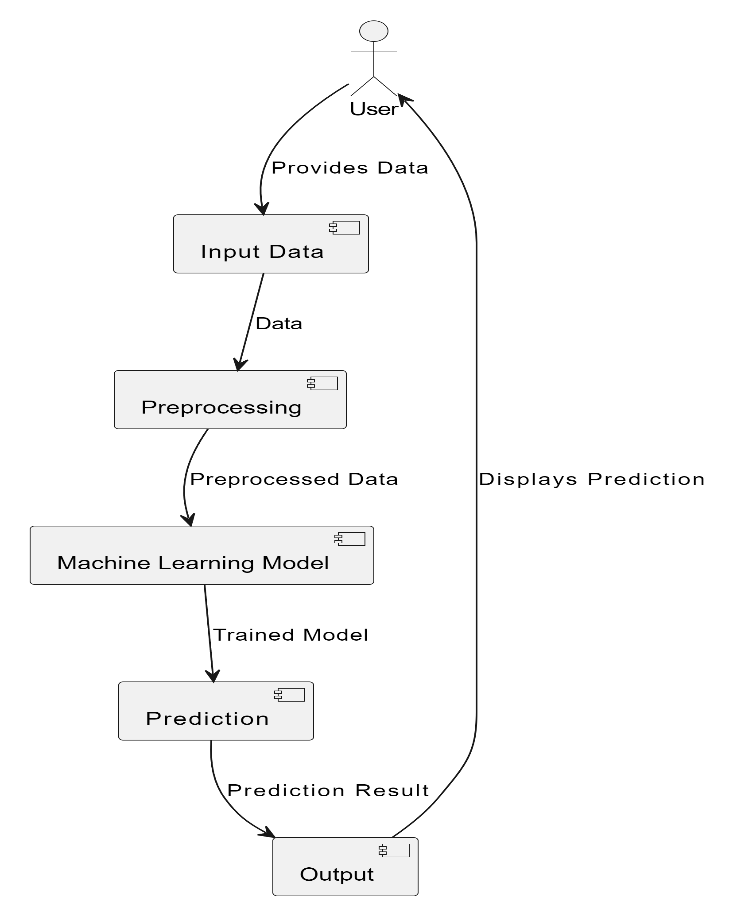 User
Provides Data
Input Data
Data
Preprocessing
Preprocessed Data
Displays Prediction
Machine Learning Model
Trained Model
Prediction
Prediction Result
Output